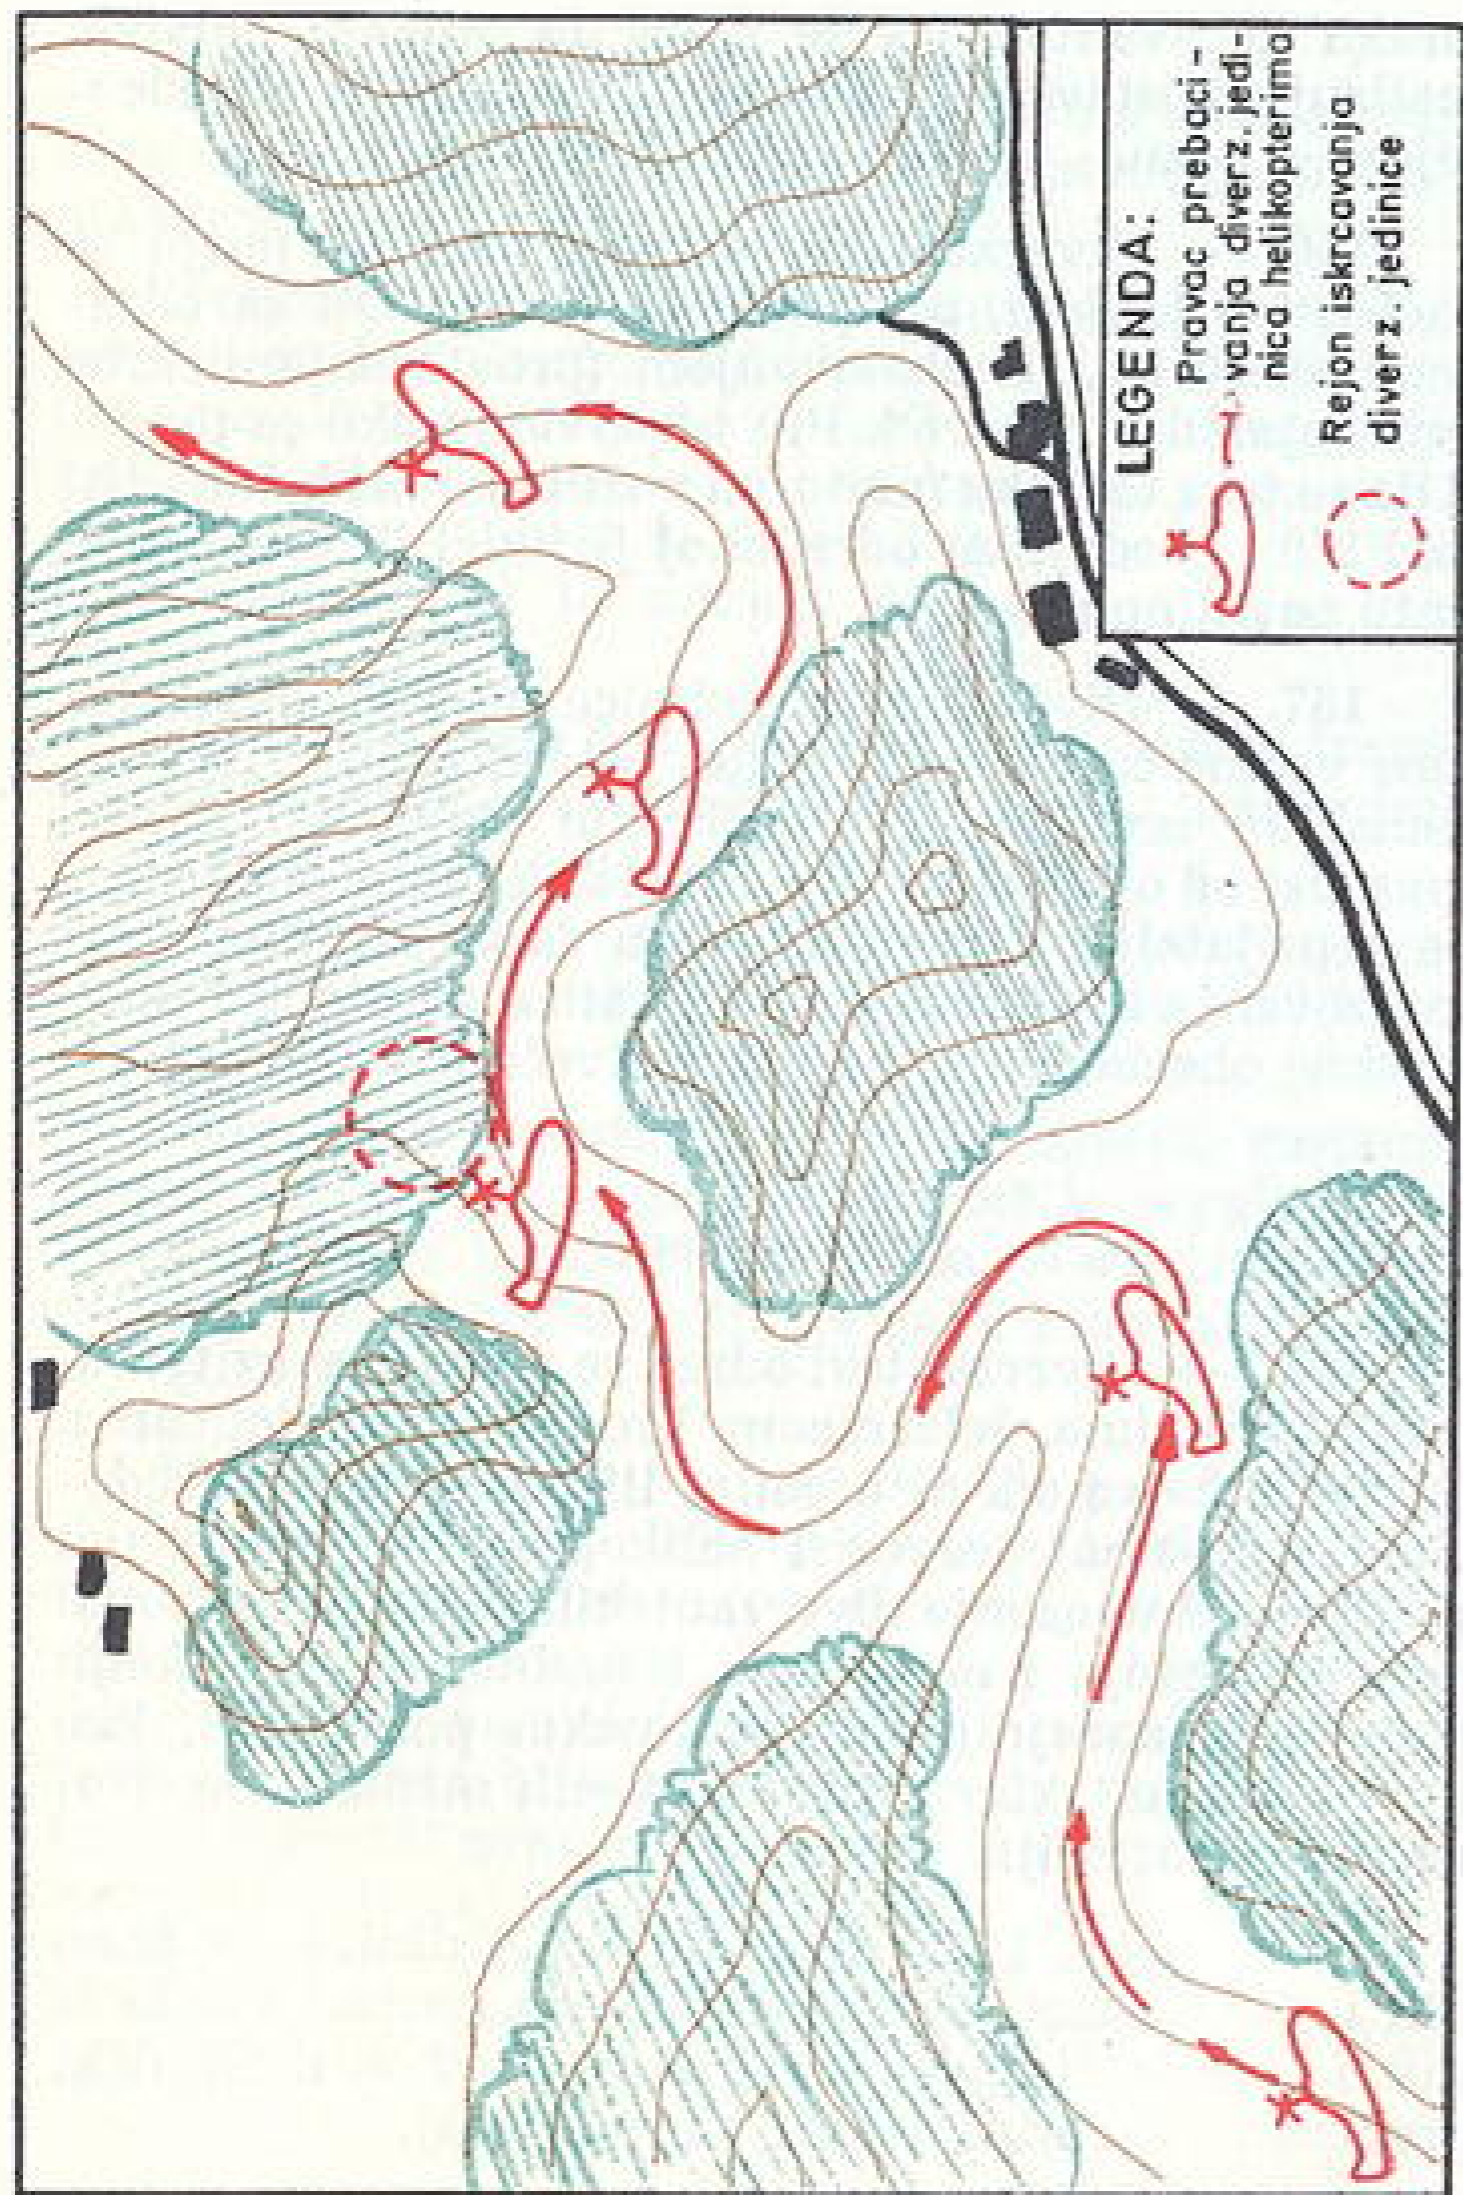 LEGENDA:
Pravac prebaci-
vanja diverz. jedi-
nica helikopterima
Rejon iskrcavanja
diverz. jedinice